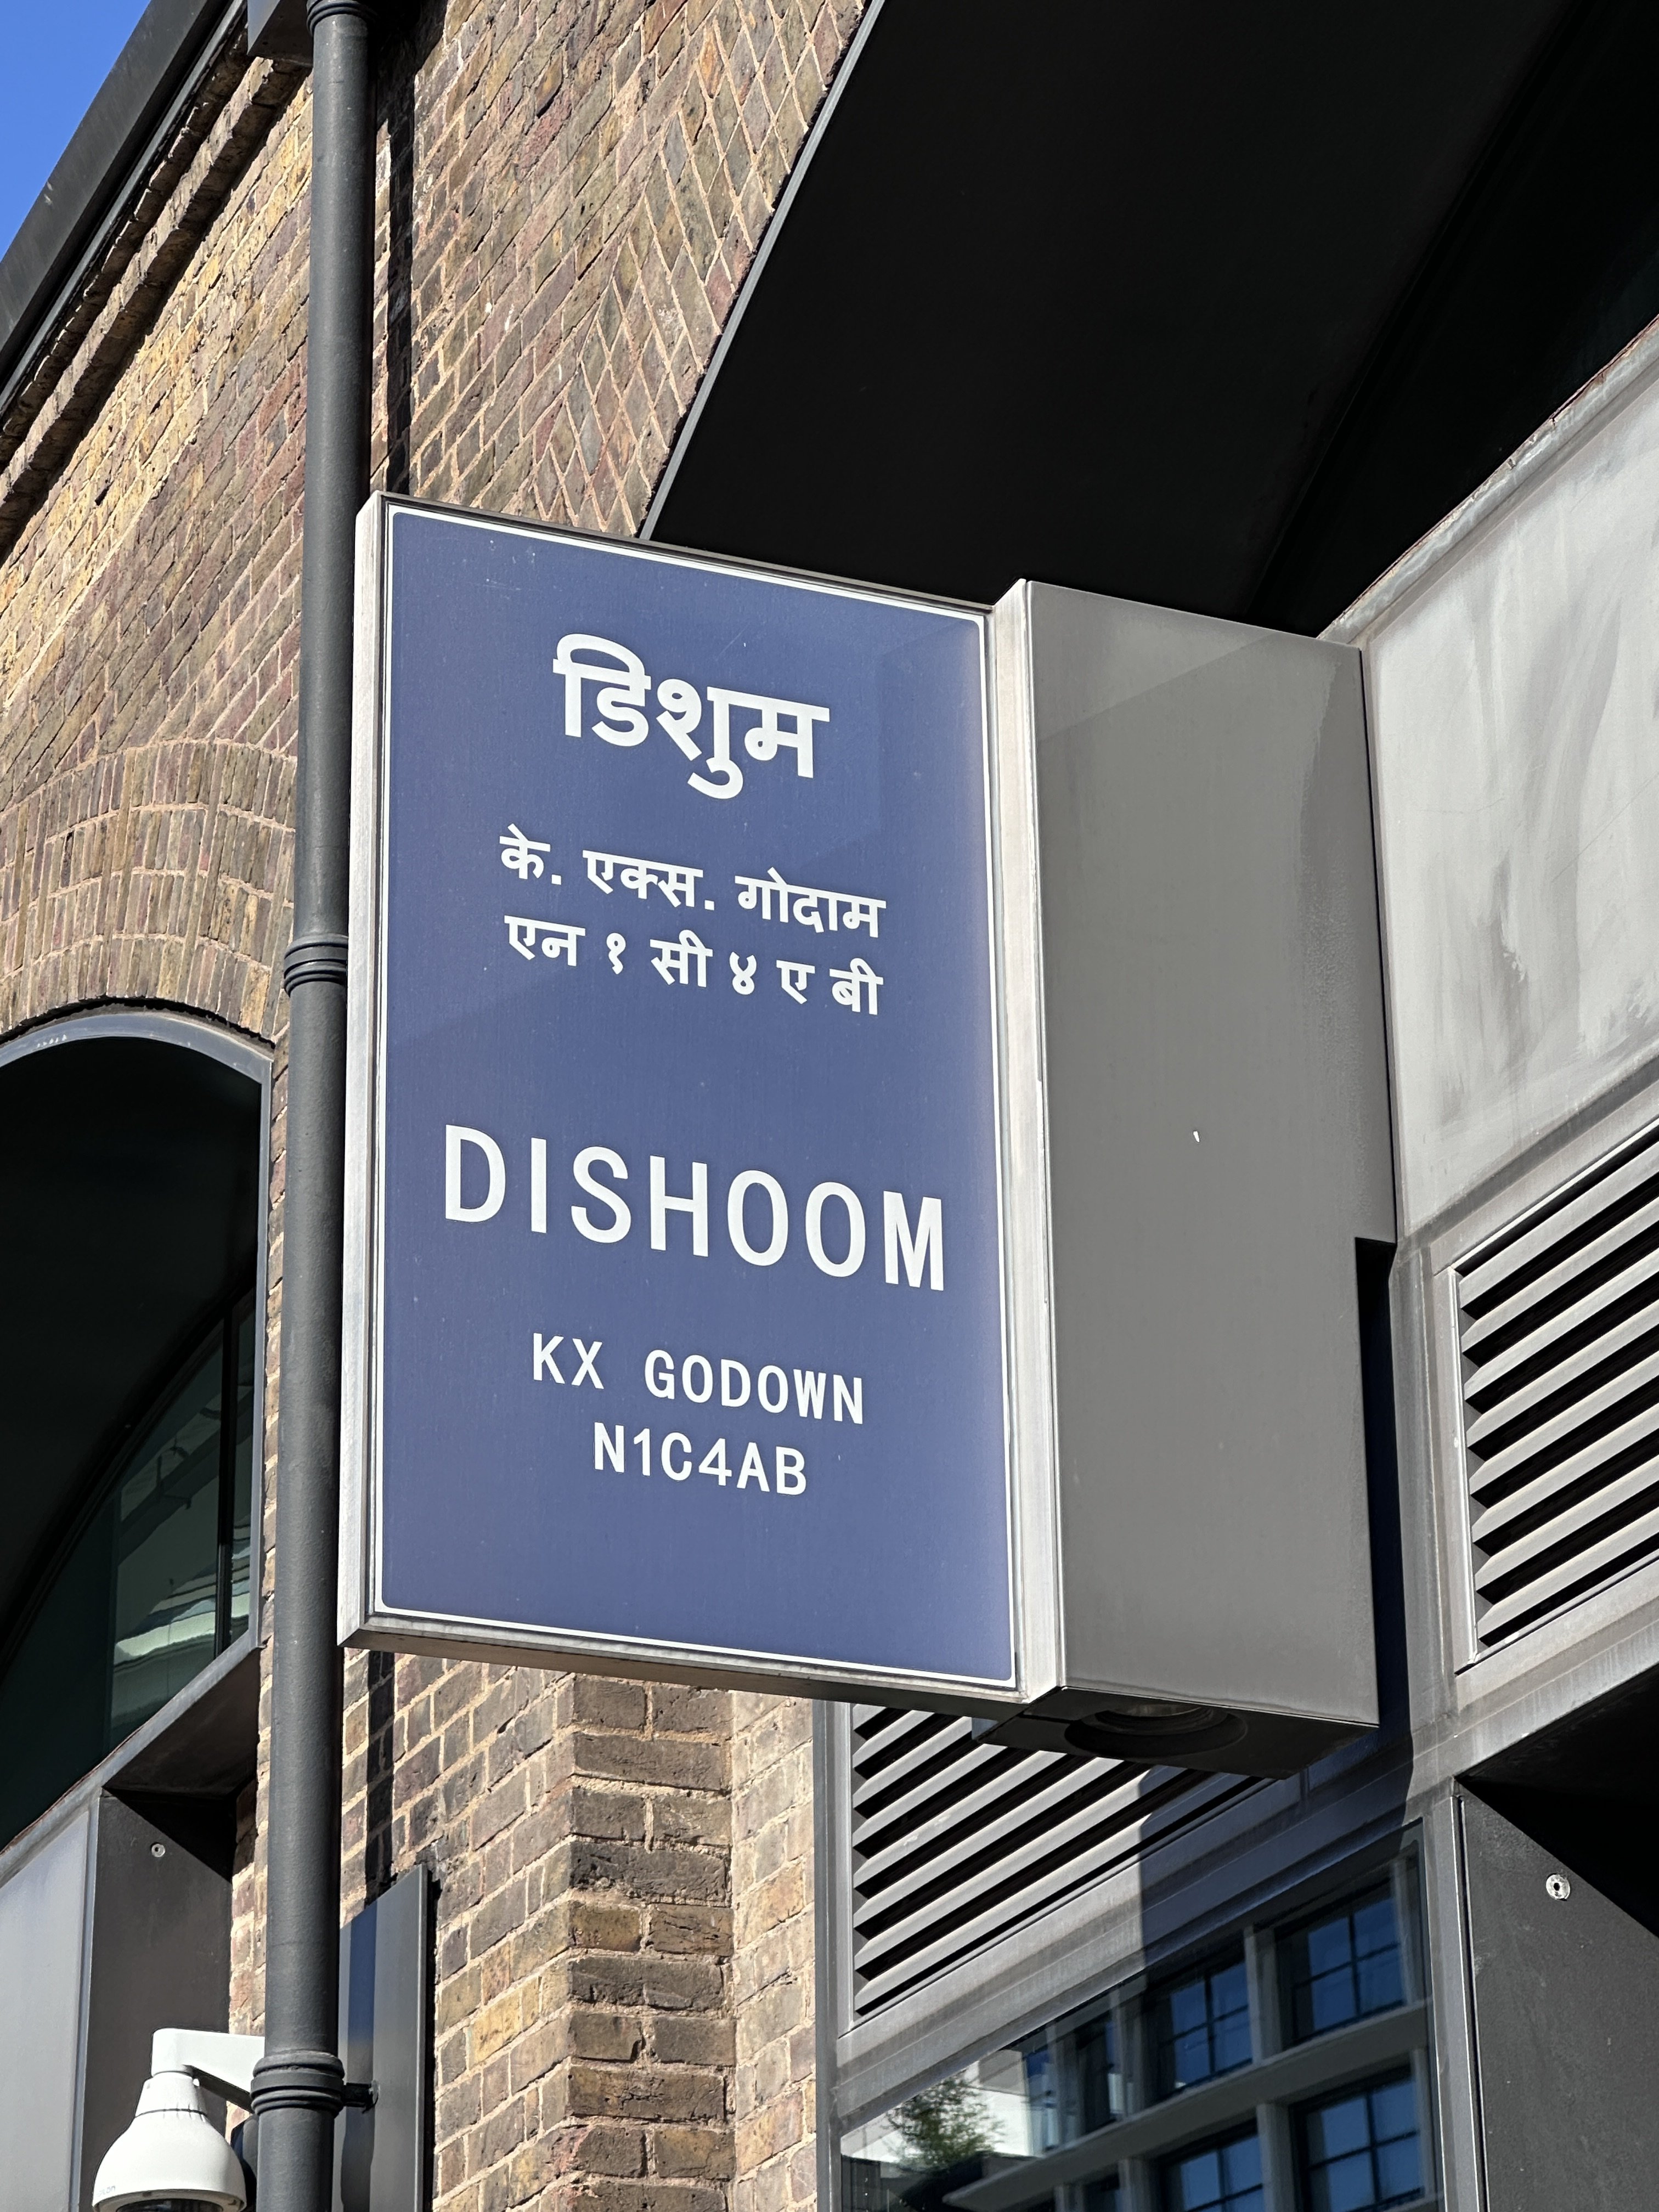 डिशुम
के. एक्स. गोदाम
एन १ सी ४ ए बी
DISHOOM
KX GODOWN
N1C4AB